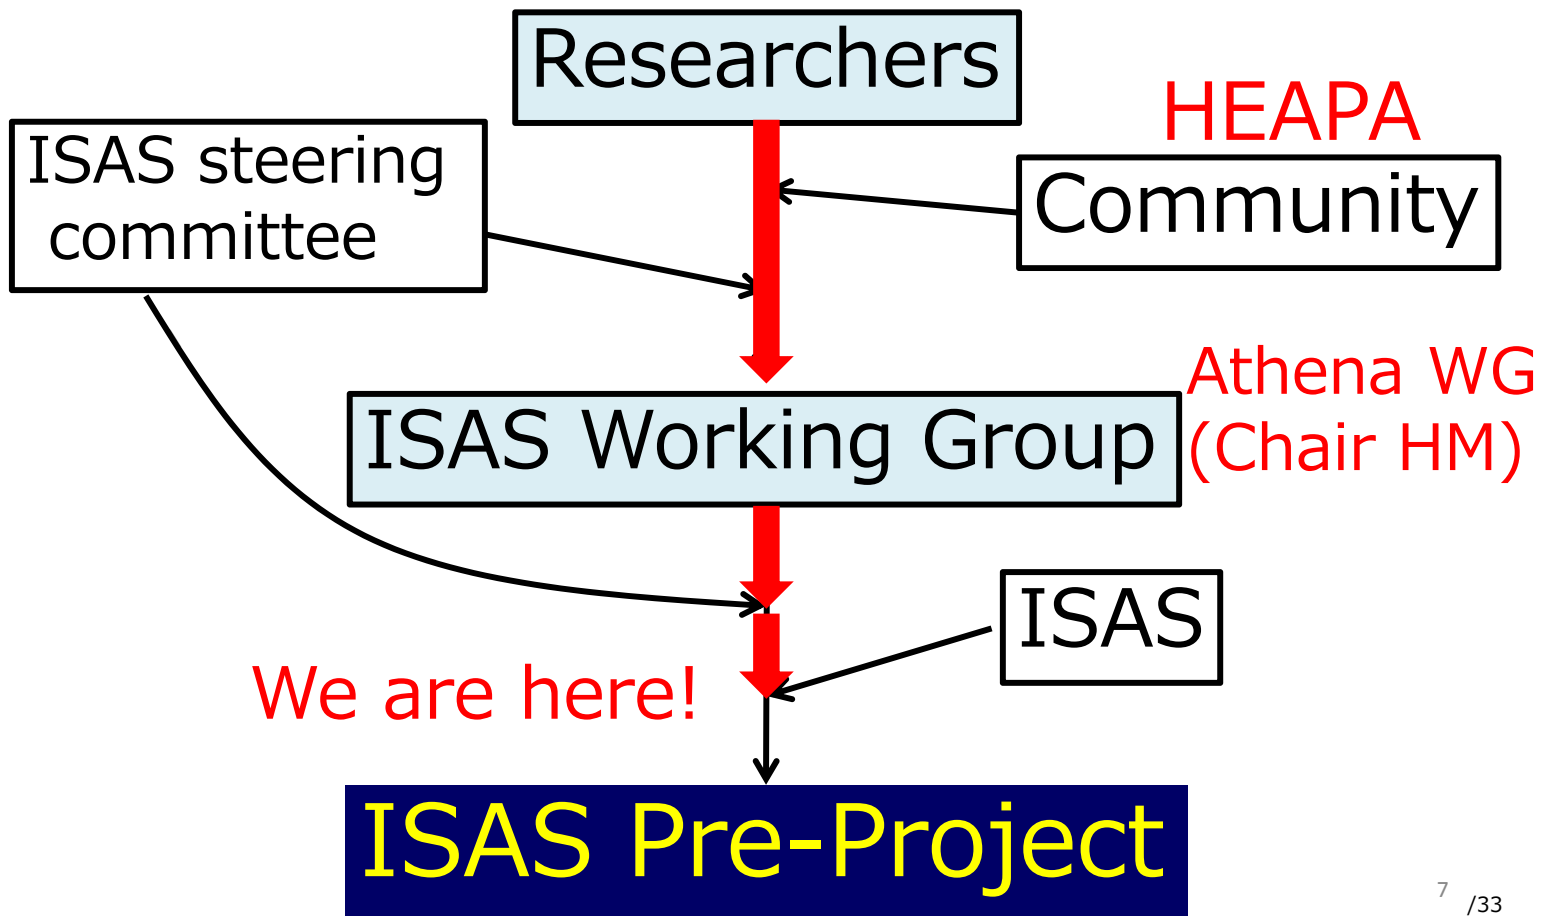 Researchers
HEAPA
ISAS steering
committee
Community
Athena WG
(Chair HM)
ISAS Working Group
ISAS
We are here!
ISAS Pre-Project
7
/33